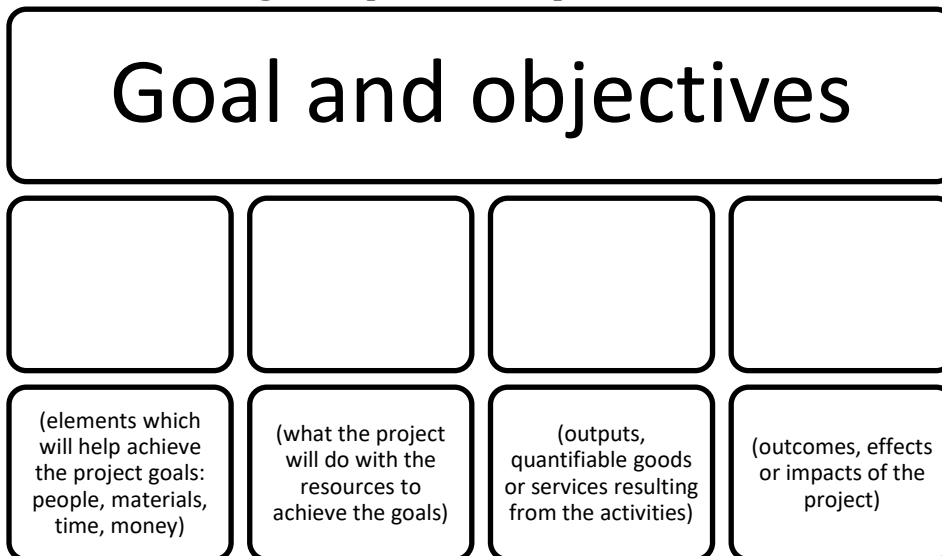 Goal and objectives
(elements which
will help achieve
the project goals:
people, materials,
time, money)
(what the project
will do with the
resources to
achieve the goals)
(outputs,
quantifiable goods
or services resulting
from the activities)
(outcomes, effects
or impacts of the
project)